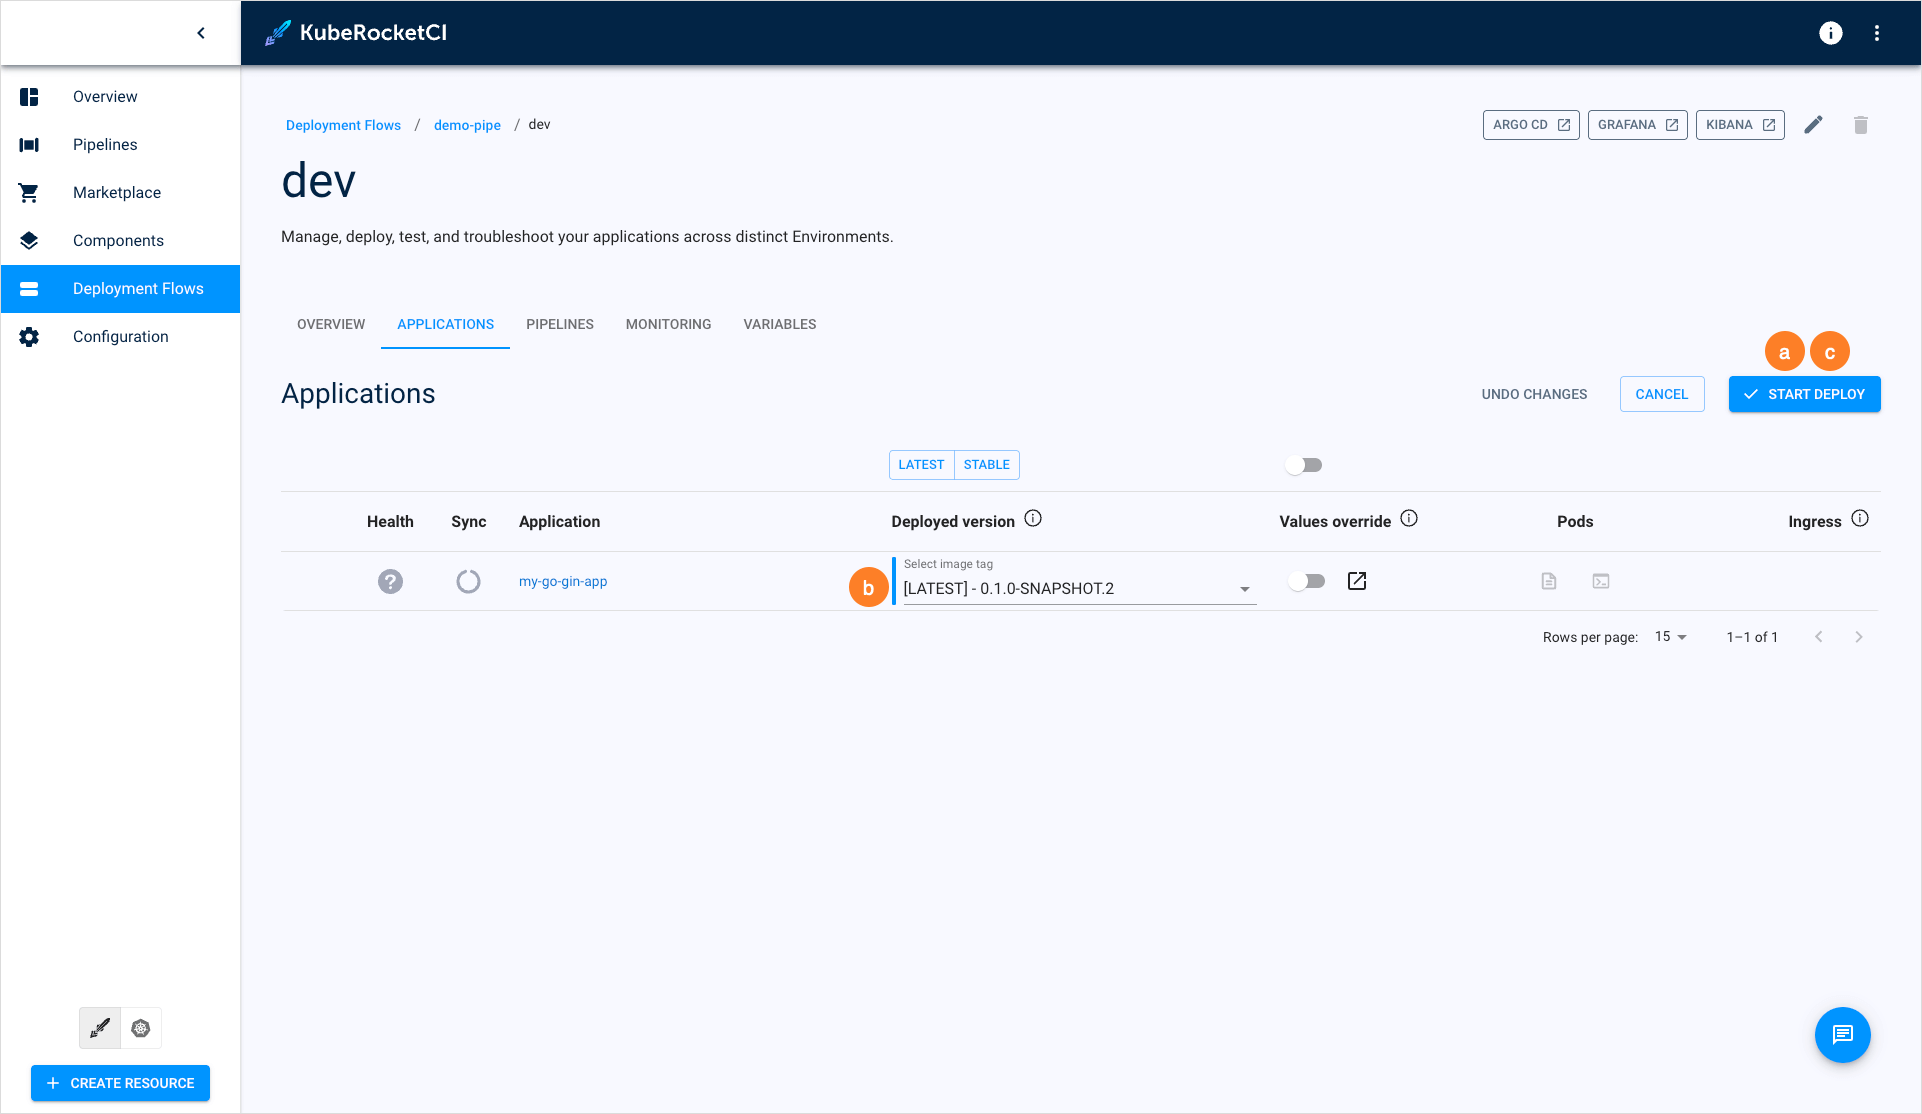 KubeRocketCI
Overview
Pipelines
Marketplace
Components
Deployment Flows
Configuration
CREATE RESOURCE
Deployment Flows / demo-pipe / dev
ARGO CD
GRAFANA
KIBANA
dev
Manage, deploy, test, and troubleshoot your applications across distinct Environments.
OVERVIEW APPLICATIONS PIPELINES MONITORING VARIABLES
a c
Applications
UNDO CHANGES CANCEL START DEPLOY
LATEST STABLE
Health Sync Application Deployed version Values override Pods Ingress
my-go-gin-app
b
Select image tag
[LATEST] - 0.1.0-SNAPSHOT.2
Rows per page: 15 1–1 of 1